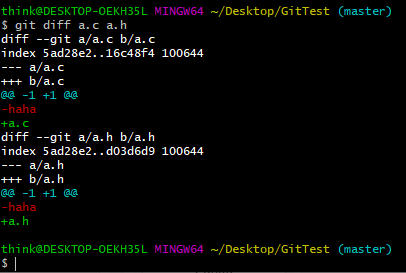 think@DESKTOP-OEKH35L MINGW64 ~/Desktop/GitTest (master)
$ git diff a.c a.h
diff --git a/a.c b/a.c
index 5ad28e2..16c48f4 100644
--- a/a.c
+++ b/a.c
@@ -1 +1 @@
-haha
+a.c
diff --git a/a.h b/a.h
index 5ad28e2..d03d6d9 100644
--- a/a.h
+++ b/a.h
@@ -1 +1 @@
-haha
+a.h
think@DESKTOP-OEKH35L MINGW64 ~/Desktop/GitTest (master)
$